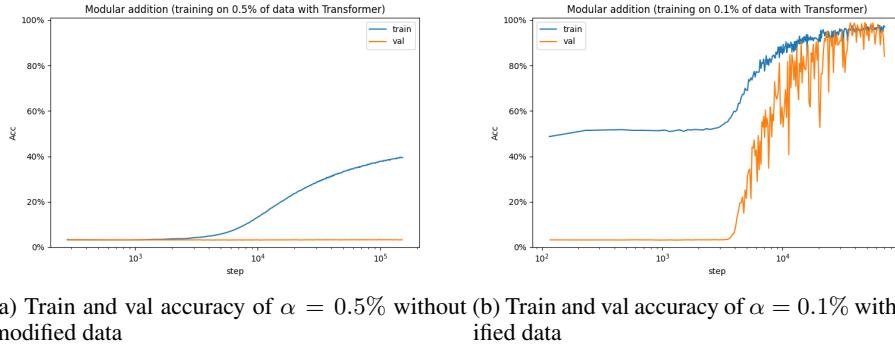 Modular addition (training on 0.5% of data with Transformer)
100%
80%
60%
40%
20%
0%
Acc
train
val
10³
10⁴
10⁵
step
Modular addition (training on 0.1% of data with Transformer)
100%
80%
60%
40%
20%
0%
Acc
train
val
10²
10³
10⁴
step
a) Train and val accuracy of α = 0.5% without
modified data
(b) Train and val accuracy of α = 0.1% with
ified data